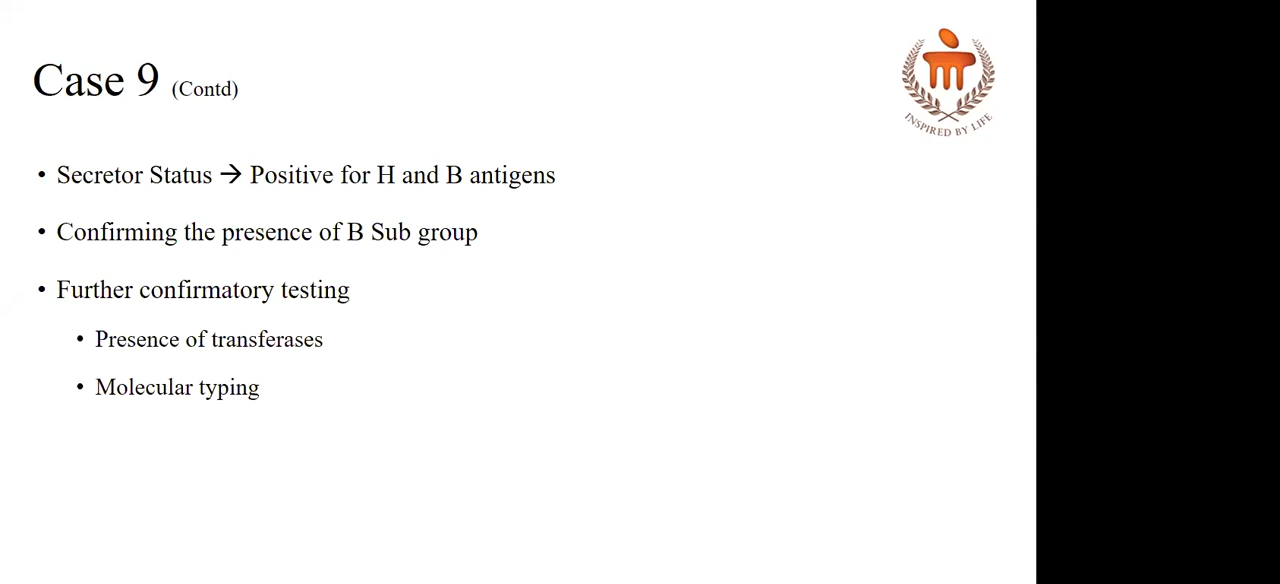 Case 9 (Contd)
INSPIRED BY LIFE
• Secretor Status → Positive for H and B antigens
• Confirming the presence of B Sub group
• Further confirmatory testing
• Presence of transferases
• Molecular typing